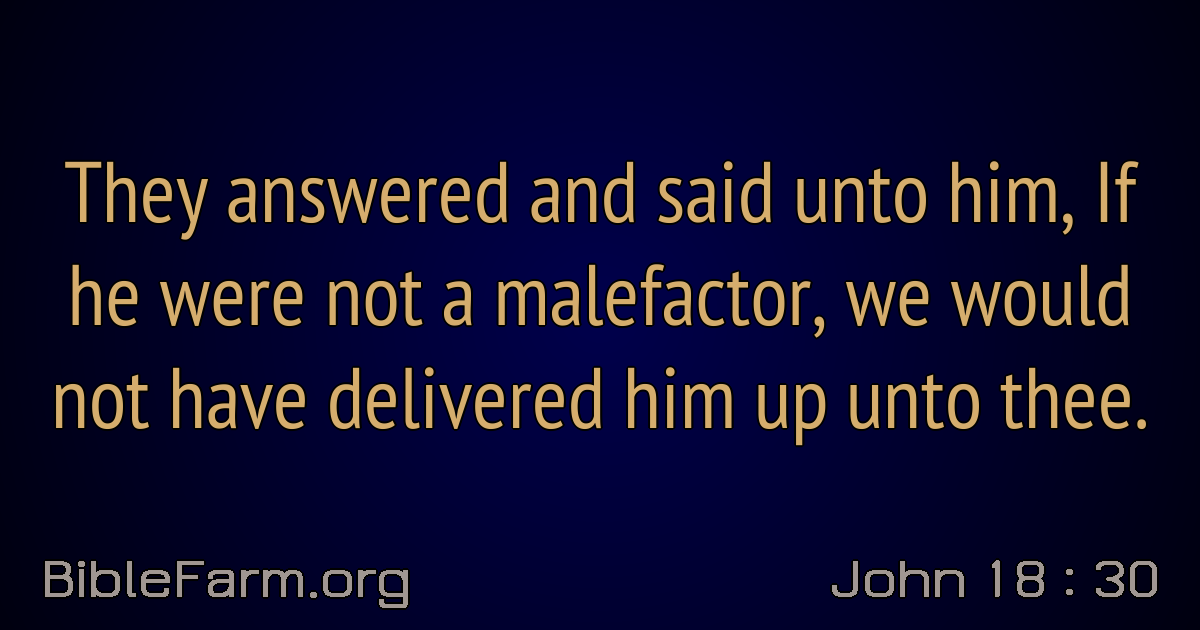 They answered and said unto him, If
he were not a malefactor, we would
not have delivered him up unto thee.
BibleFarm.org
John 18 : 30